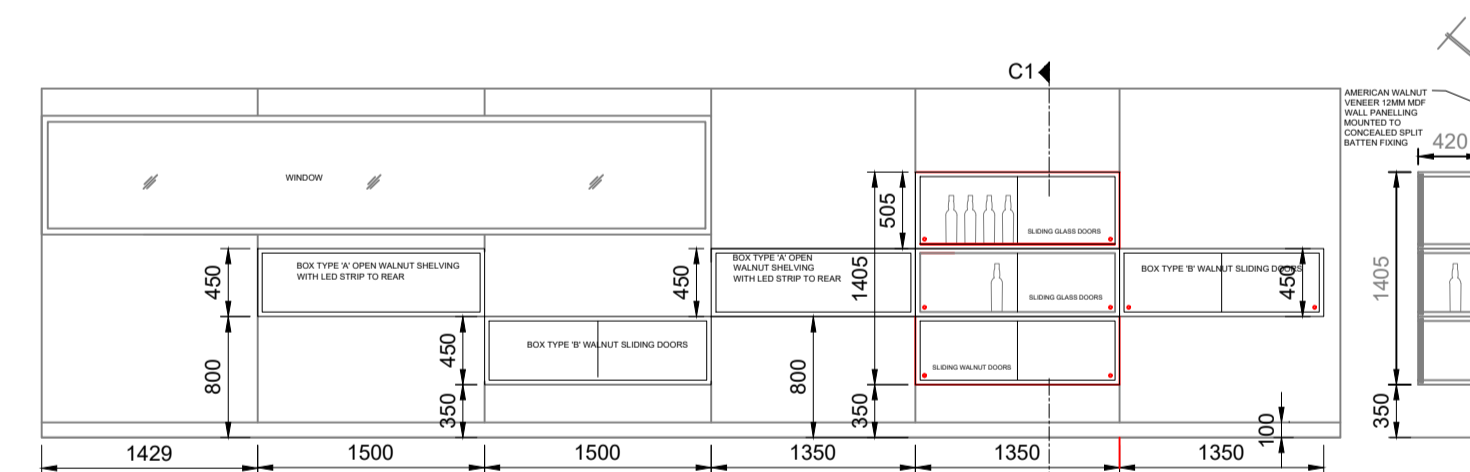 C1
AMERICAN WALNUT
VENEER 12MM MDF
WALL PANELLING
MOUNTED TO
CONCEALED SPLIT
BATTEN FIXING
420
WINDOW
505
SLIDING GLASS DOORS
450
BOX TYPE 'A' OPEN WALNUT SHELVING
WITH LED STRIP TO REAR
450
BOX TYPE 'A' OPEN
WALNUT SHELVING
WITH LED STRIP TO REAR
1405
SLIDING GLASS DOORS
BOX TYPE 'B' WALNUT SLIDING DOORS
450
1405
800
450
BOX TYPE 'B' WALNUT SLIDING DOORS
800
SLIDING WALNUT DOORS
350
350
100
350
1429
1500
1500
1350
1350
1350